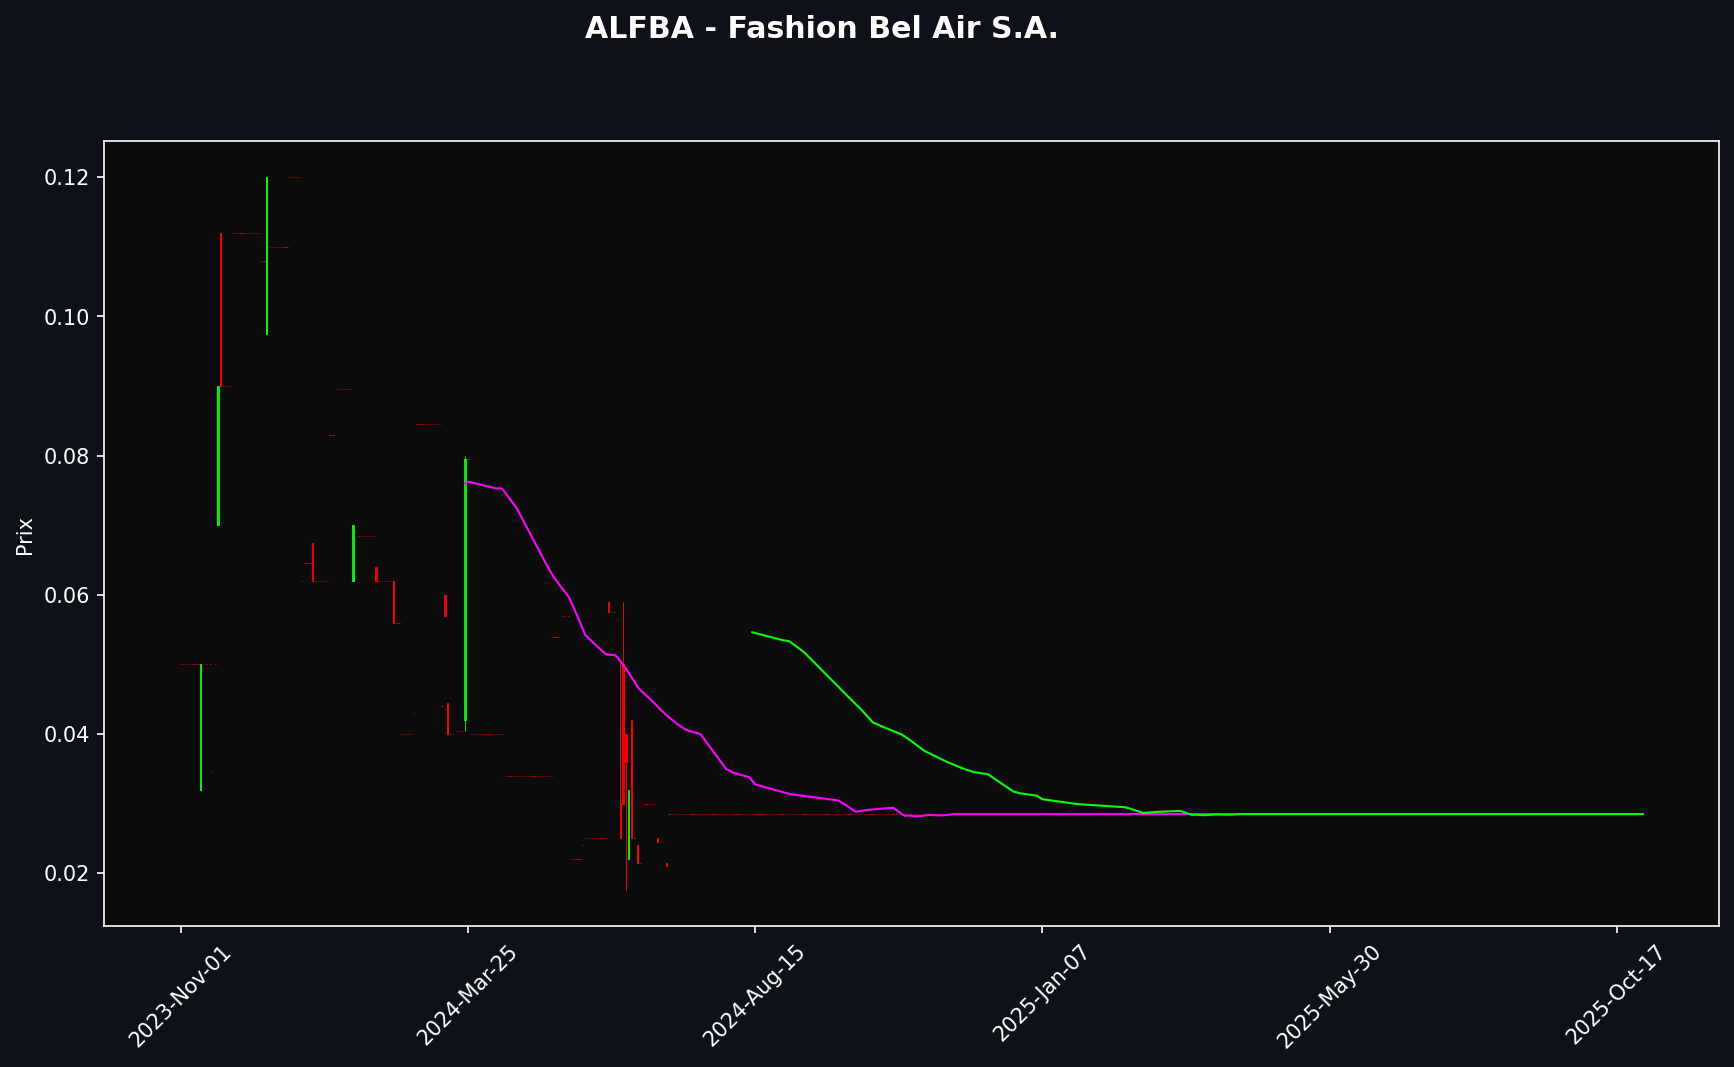 ALFBA - Fashion Bel Air S.A.
0.12
0.10
0.08
0.06
0.04
0.02
Prix
2023-Nov-01
2024-Mar-25
2024-Aug-15
2025-Jan-07
2025-May-30
2025-Oct-17